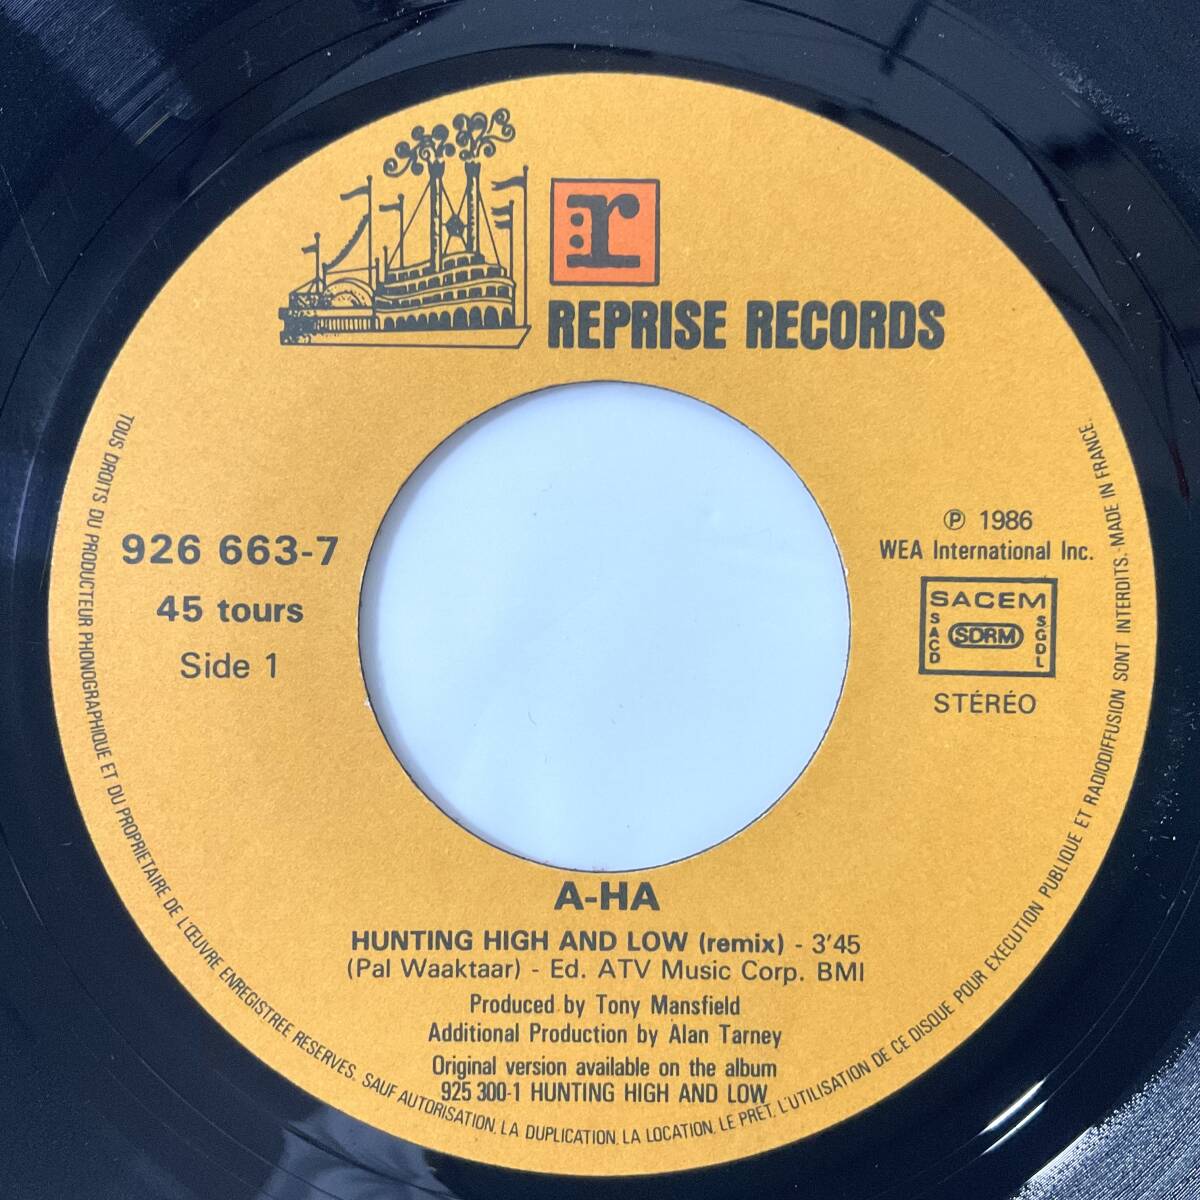 r
REPRISE RECORDS
926 663-7
45 tours
Side 1
℗ 1986
WEA International Inc.
SACEM
SACD
SDRM
SGDL
STÉRÉO
A-HA
HUNTING HIGH AND LOW (remix) - 3'45
(Pal Waaktaar) - Ed. ATV Music Corp. BMI
Produced by Tony Mansfield
Additional Production by Alan Tarney
Original version available on the album
925 300-1 HUNTING HIGH AND LOW
TOUS DROITS DU PRODUCTEUR PHONOGRAPHIQUE ET DU PROPRIETAIRE DE L'ŒUVRE ENREGISTREE RESERVES. SAUF AUTORISATION, LA DUPLICATION, LA LOCATION, LE PRET, L'UTILISATION DE CE DISQUE POUR EXECUTION PUBLIQUE ET RADIODIFFUSION SONT INTERDITS.-MADE IN FRANCE.